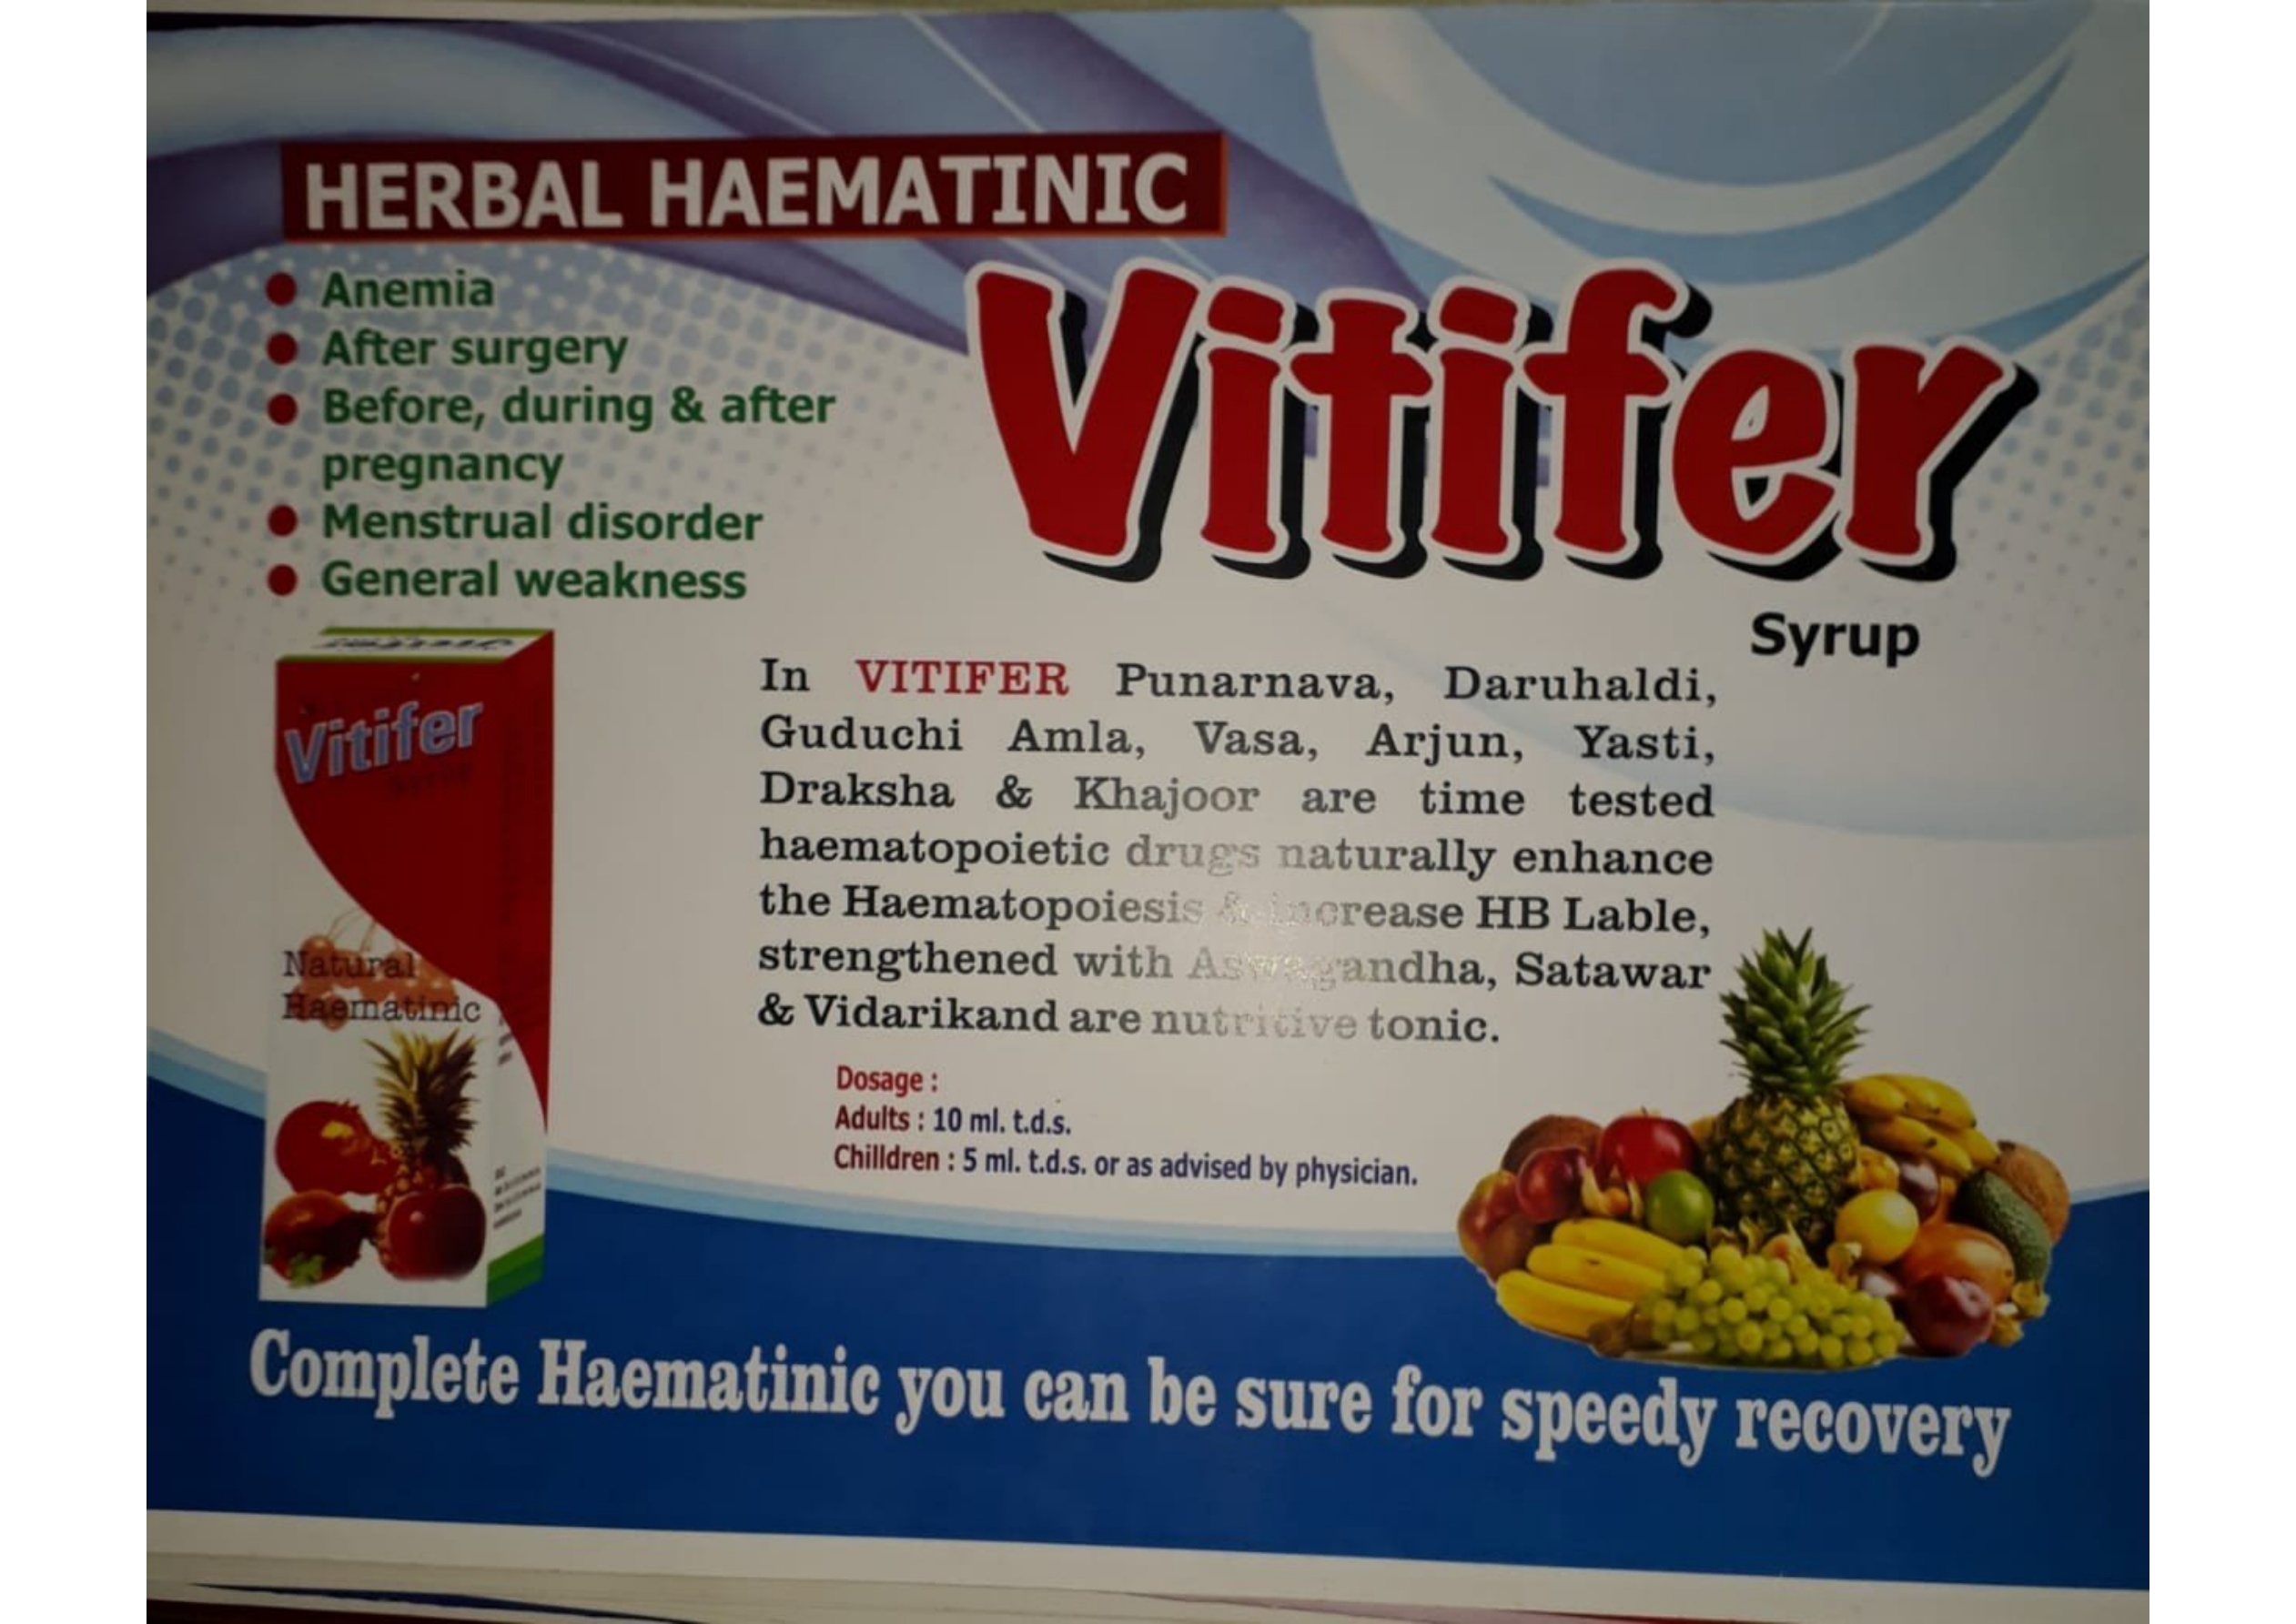 HERBAL HAEMATINIC
Anemia
After surgery
Before, during & after
pregnancy
Menstrual disorder
General weakness
Vitifer
Syrup
In VITIFER Punarnava, Daruhaldi,
Guduchi Amla, Vasa, Arjun, Yasti,
Draksha & Khajoor are time tested
haematopoietic drugs naturally enhance
the Haematopoiesis & increase HB Lable,
strengthened with Aswagandha, Satawar
& Vidarikand are nutritive tonic.
Dosage :
Adults : 10 ml. t.d.s.
Chilldren : 5 ml. t.d.s. or as advised by physician.
Vitifer
Syrup
Natural
Haematinic
Complete Haematinic you can be sure for speedy recovery